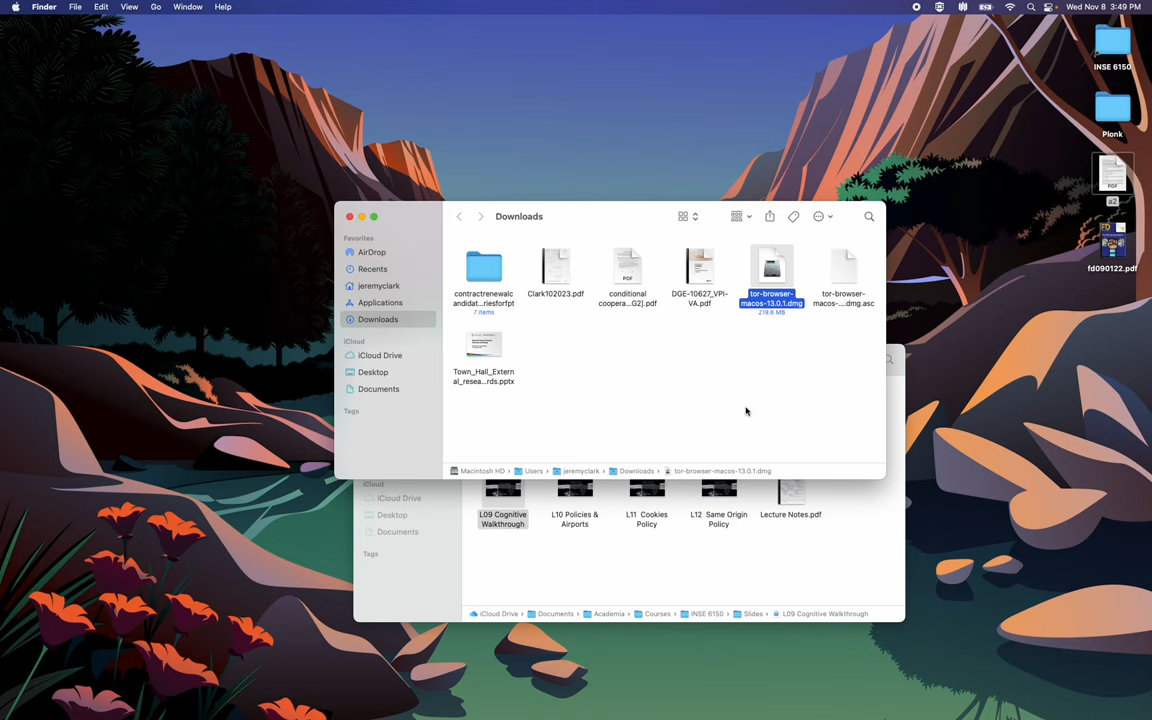 Finder File Edit View Go Window Help
Wed Nov 8 3:49 PM
INSE 6150
Plonk
PDF
a2
FD
fd090122.pdf
Downloads
Favorites
AirDrop
Recents
jeremyclark
Applications
Downloads
iCloud
iCloud Drive
Desktop
Documents
Tags
contractrenewalc
andidat...riesforfpt
7 items
Clark102023.pdf
PDF
conditional
coopera...G2].pdf
DGE-10627_VPI-
VA.pdf
tor-browser-
macos-13.0.1.dmg
219.8 MB
tor-browser-
macos-....dmg.asc
Town_Hall_Extern
al_resea...rds.pptx
Macintosh HD › Users › jeremyclark › Downloads › tor-browser-macos-13.0.1.dmg
iCloud
iCloud Drive
Desktop
Documents
Tags
L09 Cognitive
Walkthrough
L10 Policies &
Airports
L11 Cookies
Policy
L12 Same Origin
Policy
Lecture Notes.pdf
iCloud Drive › Documents › Academia › Courses › INSE 6150 › Slides › L09 Cognitive Walkthrough